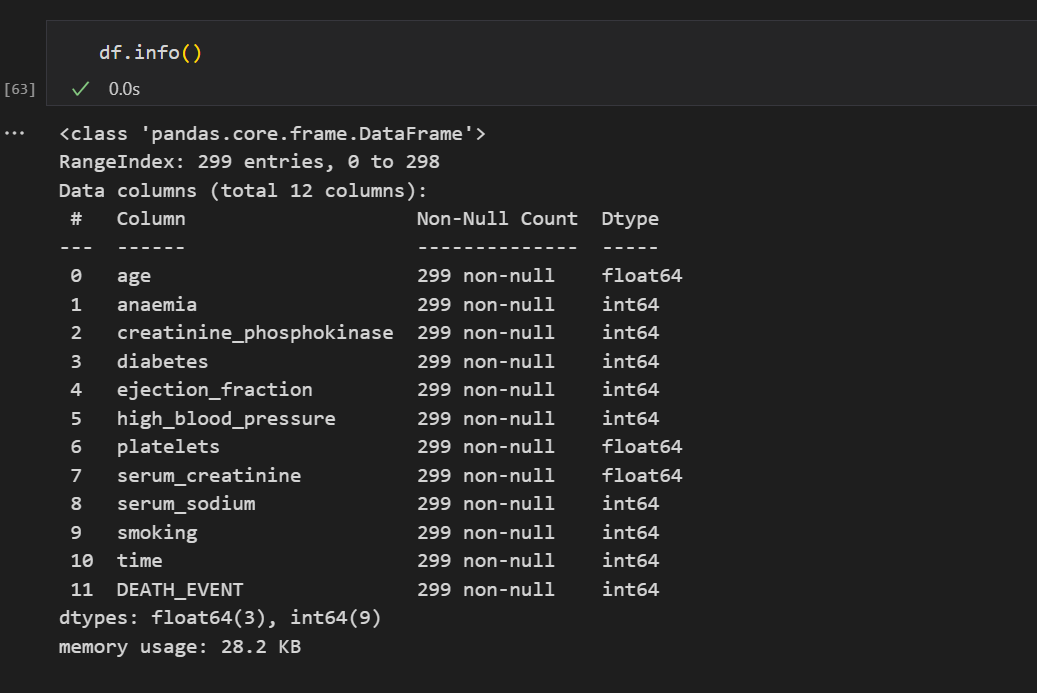 df.info()
[63]
0.0s
...
<class 'pandas.core.frame.DataFrame'>
RangeIndex: 299 entries, 0 to 298
Data columns (total 12 columns):
 #   Column                    Non-Null Count  Dtype
---  ------                    --------------  -----
 0   age                       299 non-null    float64
 1   anaemia                   299 non-null    int64
 2   creatinine_phosphokinase  299 non-null    int64
 3   diabetes                  299 non-null    int64
 4   ejection_fraction         299 non-null    int64
 5   high_blood_pressure       299 non-null    int64
 6   platelets                 299 non-null    float64
 7   serum_creatinine          299 non-null    float64
 8   serum_sodium              299 non-null    int64
 9   smoking                   299 non-null    int64
 10  time                      299 non-null    int64
 11  DEATH_EVENT               299 non-null    int64
dtypes: float64(3), int64(9)
memory usage: 28.2 KB